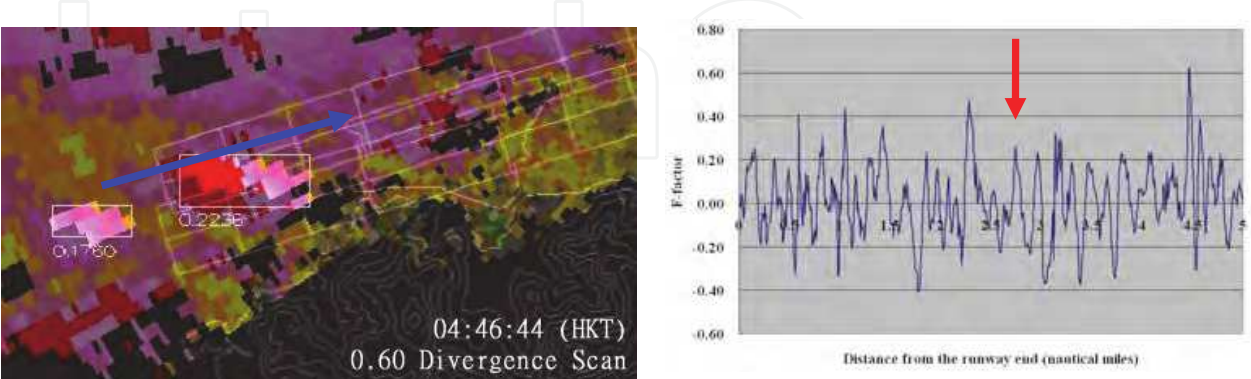 0.2238
0.1760
04:46:44 (HKT)
0.60 Divergence Scan
0.80
0.60
0.40
0.20
0.00
-0.20
-0.40
-0.60
F-factor
0.5 1.5 2.5 3 3.5 4 4.5 5
Distance from the runway end (nautical miles)